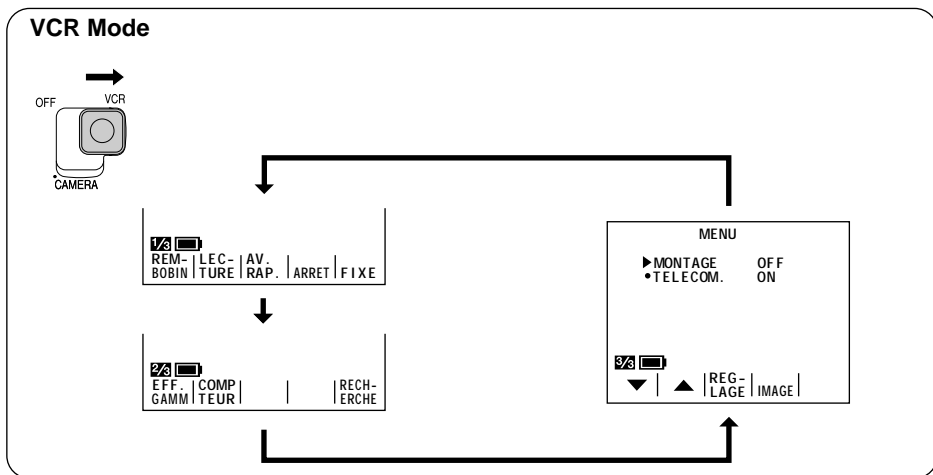 VCR Mode
OFF VCR
CAMERA
1/3
REM- LEC- AV.
BOBIN TURE RAP. ARRET FIXE
2/3
EFF. COMP RECH-
GAMM TEUR ERCHE
MENU
▶MONTAGE OFF
•TELECOM. ON
3/3
▼ ▲ REG-
LAGE IMAGE